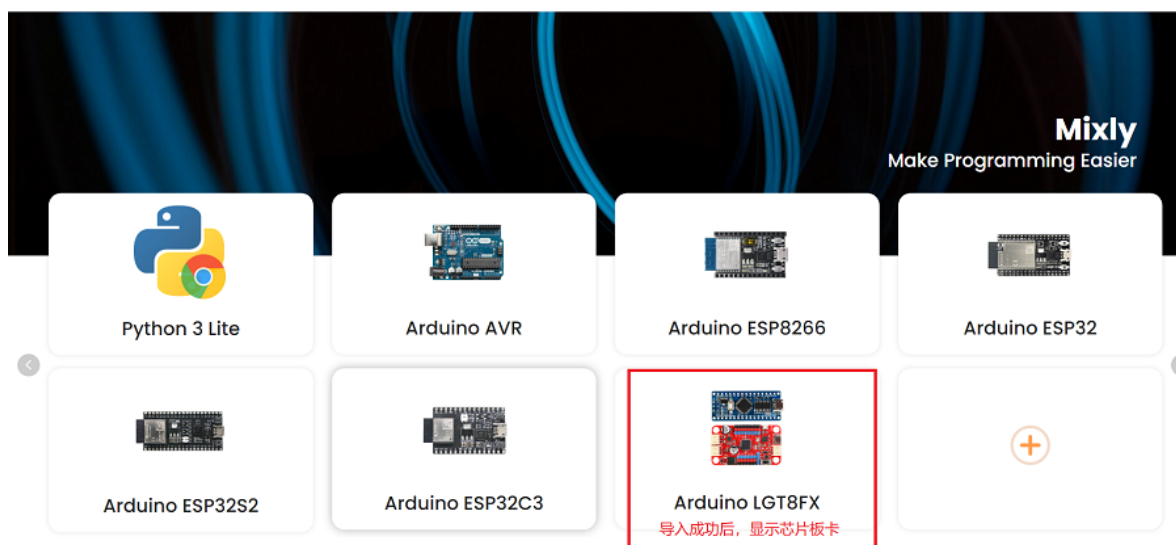 Mixly
Make Programming Easier
Python 3 Lite
Arduino AVR
Arduino ESP8266
Arduino ESP32
Arduino ESP32S2
Arduino ESP32C3
Arduino LGT8FX
导入成功后，显示芯片板卡